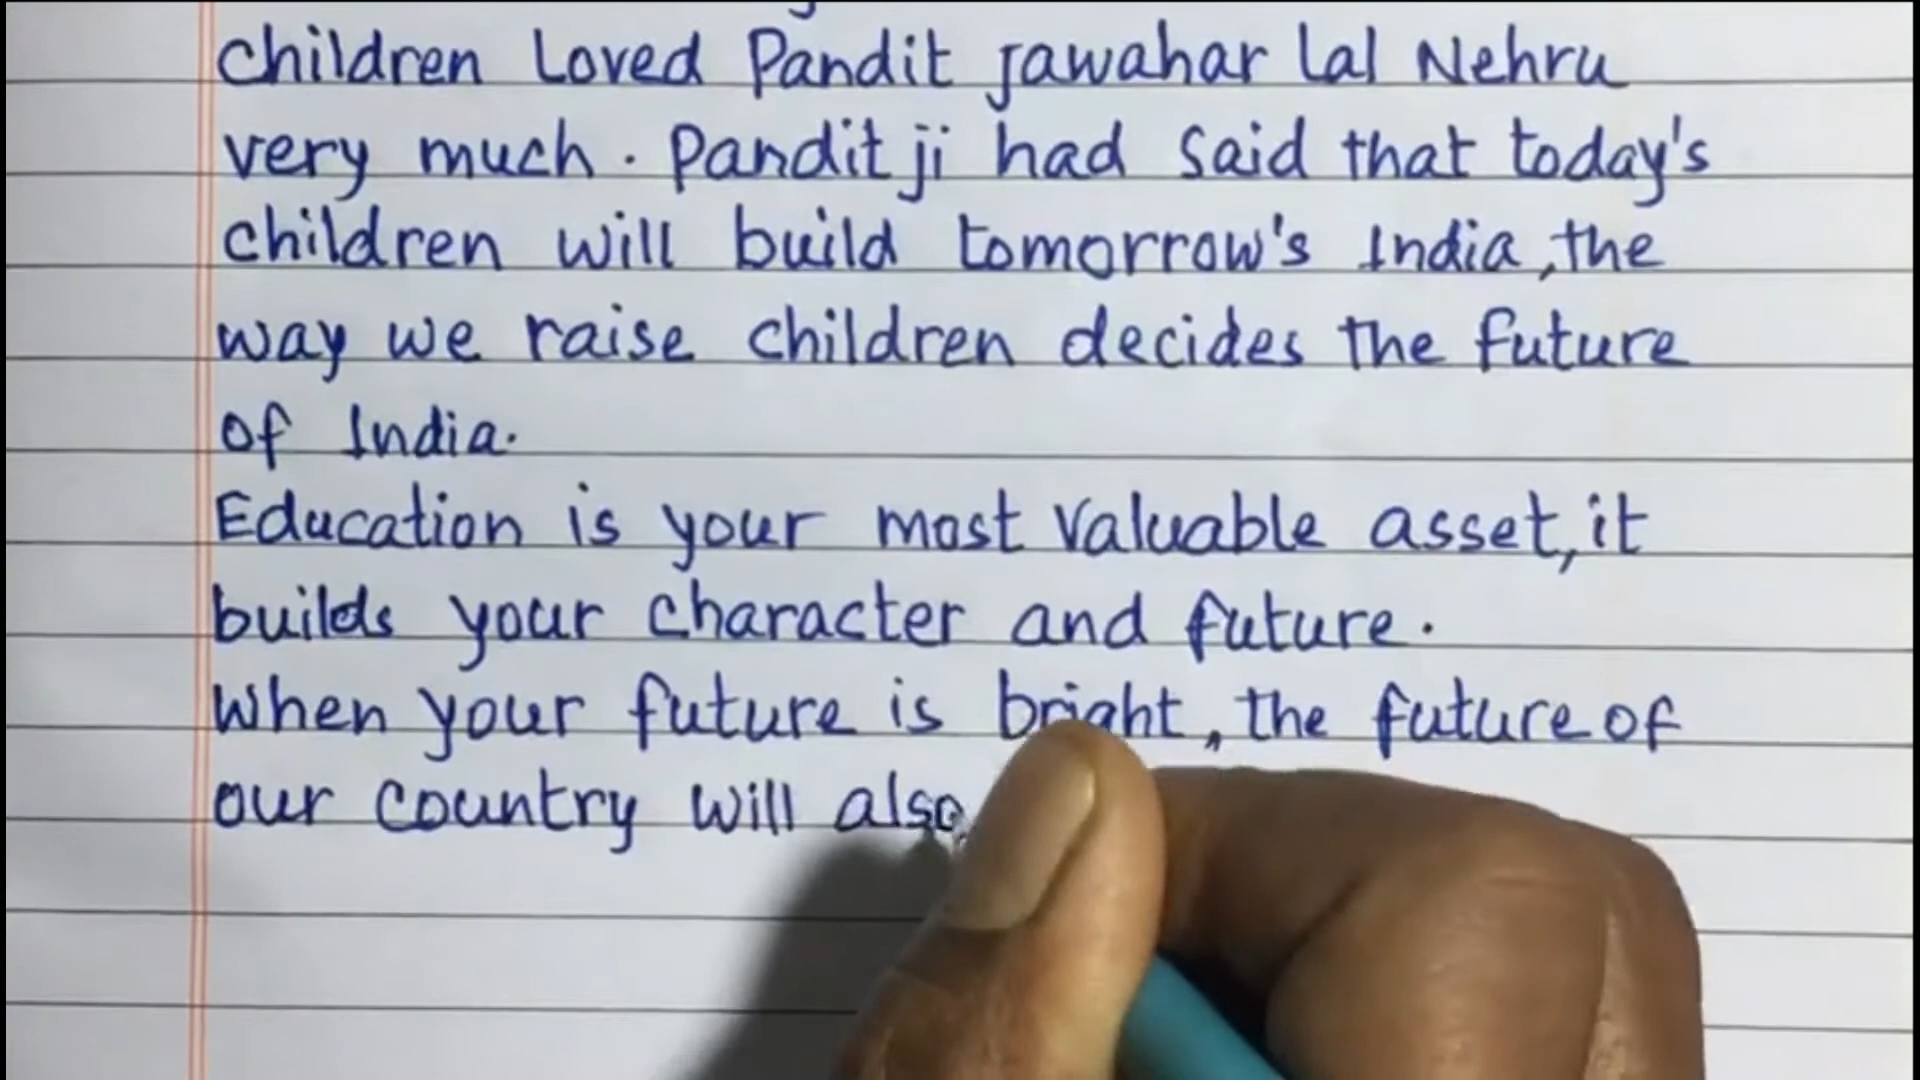 children Loved Pandit Jawahar Lal Nehru
very much. Pandit ji had said that today's
children will build tomorrow's India, the
way we raise children decides the future
of India.
Education is your most valuable asset, it
builds your character and future.
When your future is bright, the future of
our country will also